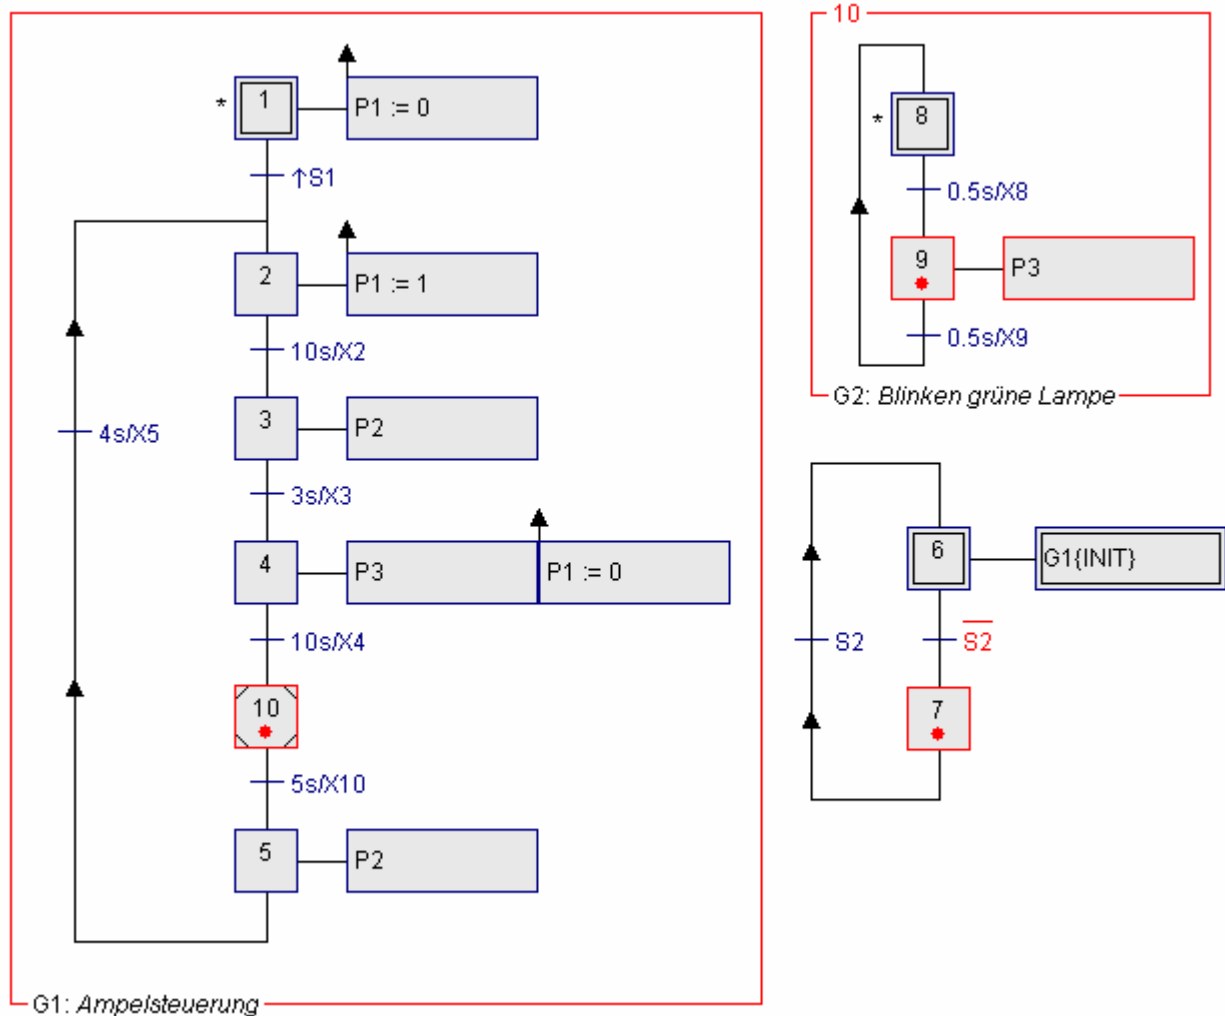 *
1
P1 := 0
↑S1
2
P1 := 1
10s/X2
3
P2
3s/X3
4s/X5
4
P3
P1 := 0
10s/X4
10
5s/X10
5
P2
G1: Ampelsteuerung
10
*
8
0.5s/X8
9
P3
0.5s/X9
G2: Blinken grüne Lampe
6
G1{INIT}
S2
S̅2̅
7